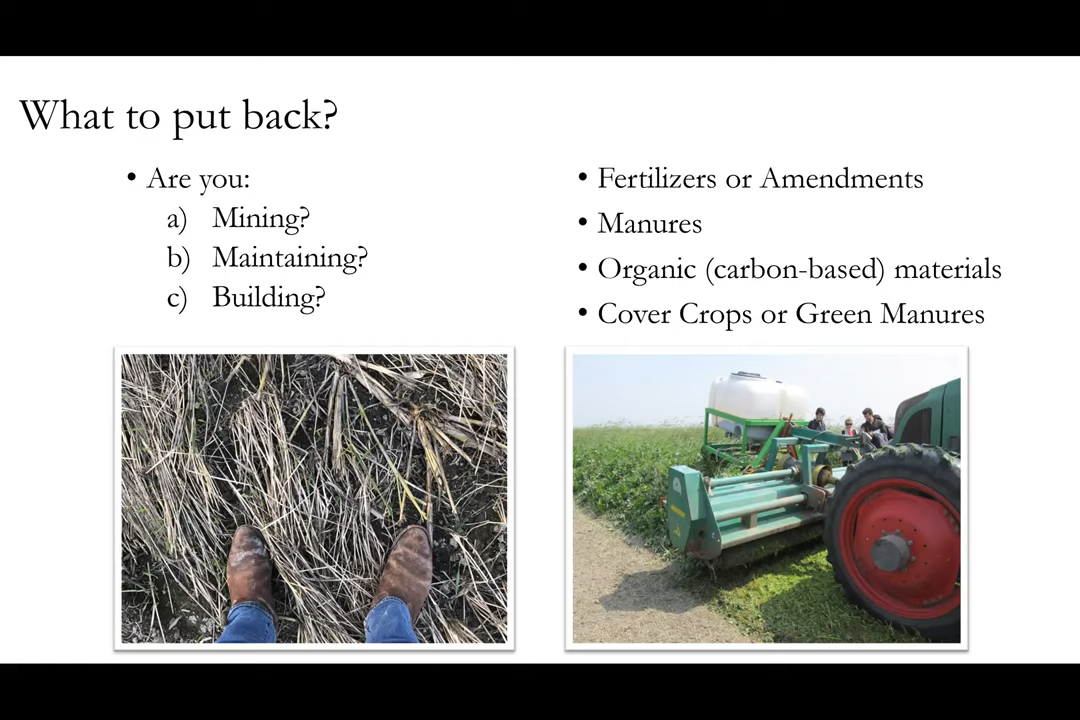 What to put back?
• Are you:
a) Mining?
b) Maintaining?
c) Building?
• Fertilizers or Amendments
• Manures
• Organic (carbon-based) materials
• Cover Crops or Green Manures